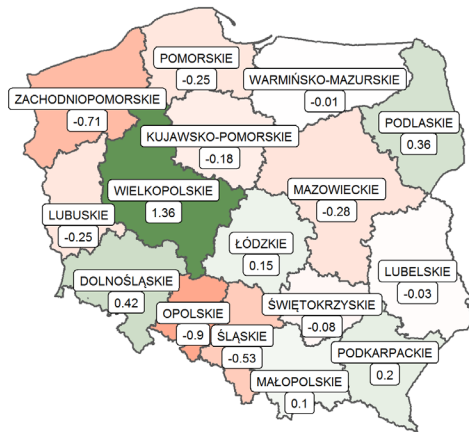 POMORSKIE
-0.25
WARMIŃSKO-MAZURSKIE
-0.01
ZACHODNIOPOMORSKIE
-0.71
PODLASKIE
0.36
KUJAWSKO-POMORSKIE
-0.18
WIELKOPOLSKIE
1.36
MAZOWIECKIE
-0.28
LUBUSKIE
-0.25
ŁÓDZKIE
0.15
LUBELSKIE
-0.03
DOLNOŚLĄSKIE
0.42
OPOLSKIE
-0.9
ŚLĄSKIE
-0.53
ŚWIĘTOKRZYSKIE
-0.08
PODKARPACKIE
0.2
MAŁOPOLSKIE
0.1